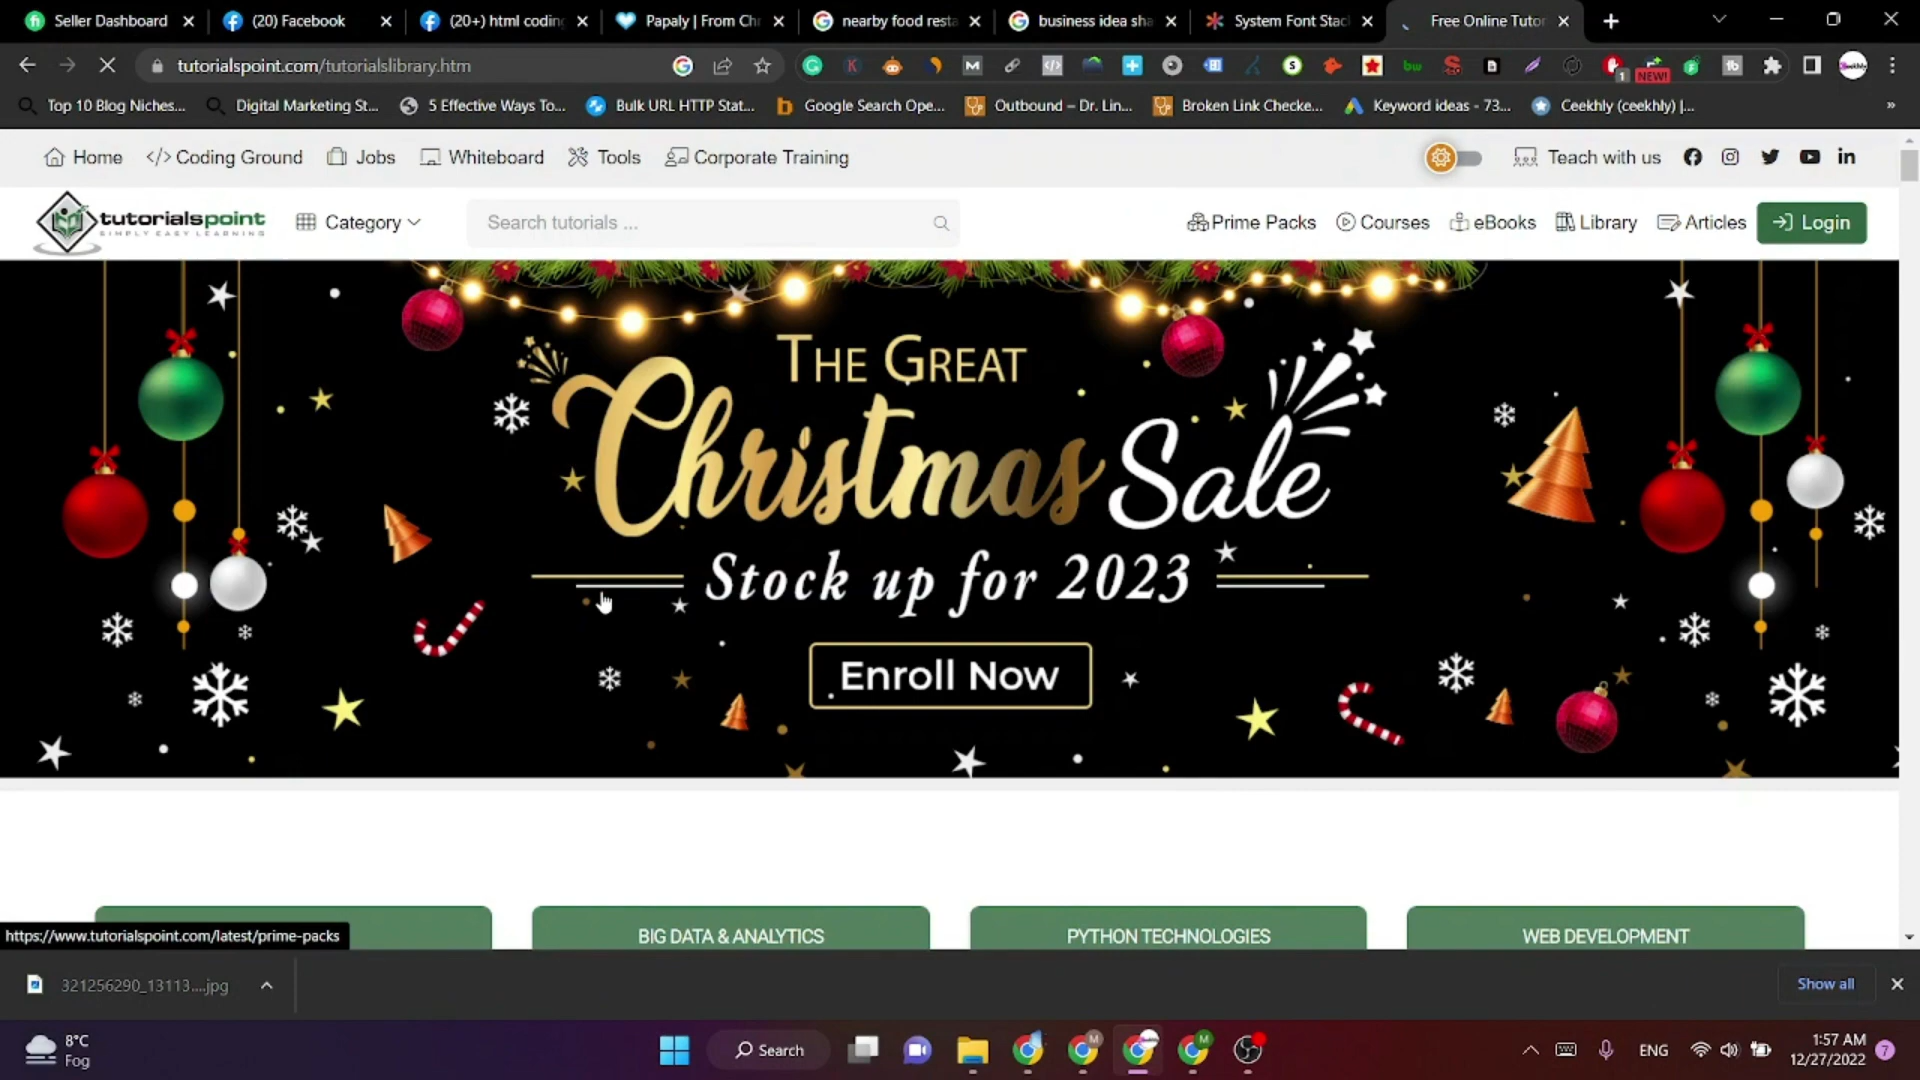 Seller Dashboard
(20) Facebook
(20+) html codin
Papaly | From Chr
nearby food resta
business idea sha
System Font Stac
Free Online Tutor
tutorialspoint.com/tutorialslibrary.htm
NEW!
Top 10 Blog Niches...
Digital Marketing St...
5 Effective Ways To...
Bulk URL HTTP Stat...
Google Search Ope...
Outbound – Dr. Lin...
Broken Link Checke...
Keyword ideas - 73...
Ceekhly (ceekhly) |...
»
Home
</> Coding Ground
Jobs
Whiteboard
Tools
Corporate Training
Teach with us
tutorialspoint
SIMPLY EASY LEARNING
Category
Search tutorials ...
Prime Packs
Courses
eBooks
Library
Articles
Login
THE GREAT
Christmas Sale
Stock up for 2023
Enroll Now
BIG DATA & ANALYTICS
PYTHON TECHNOLOGIES
WEB DEVELOPMENT
https://www.tutorialspoint.com/latest/prime-packs
321256290_13113....jpg
Show all
8°C
Fog
Search
ENG
1:57 AM
12/27/2022
7